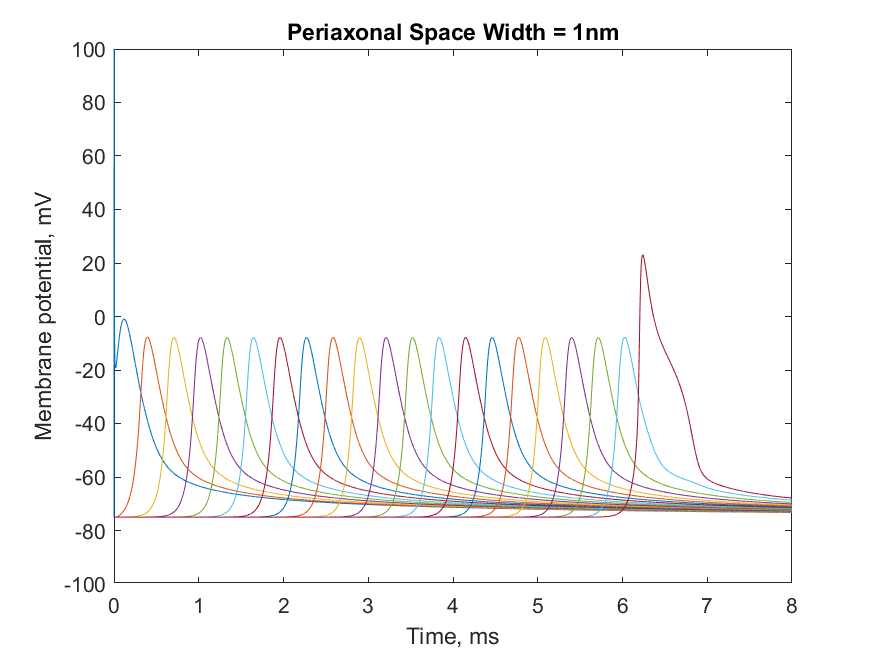 Periaxonal Space Width = 1nm
100
80
60
40
20
0
-20
-40
-60
-80
-100
Membrane potential, mV
0 1 2 3 4 5 6 7 8
Time, ms